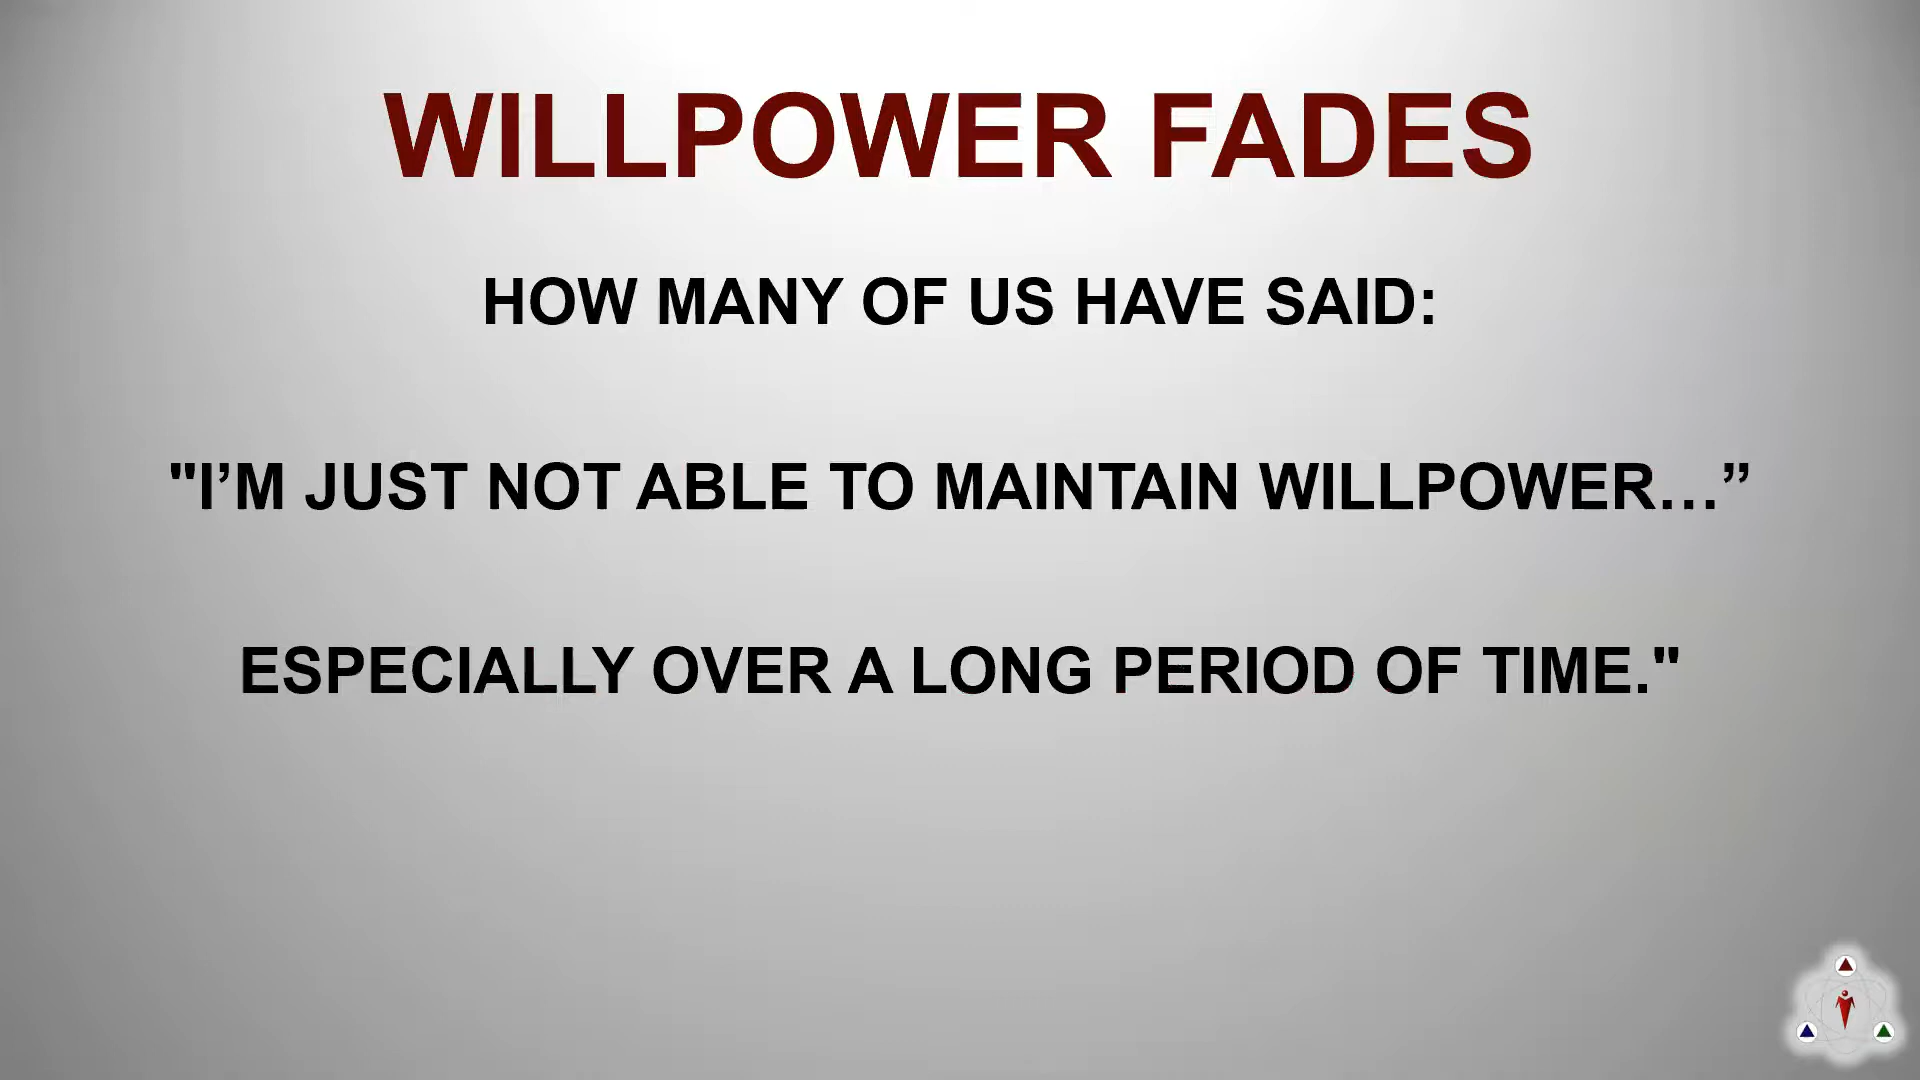 WILLPOWER FADES
HOW MANY OF US HAVE SAID:
"I’M JUST NOT ABLE TO MAINTAIN WILLPOWER…”
ESPECIALLY OVER A LONG PERIOD OF TIME."